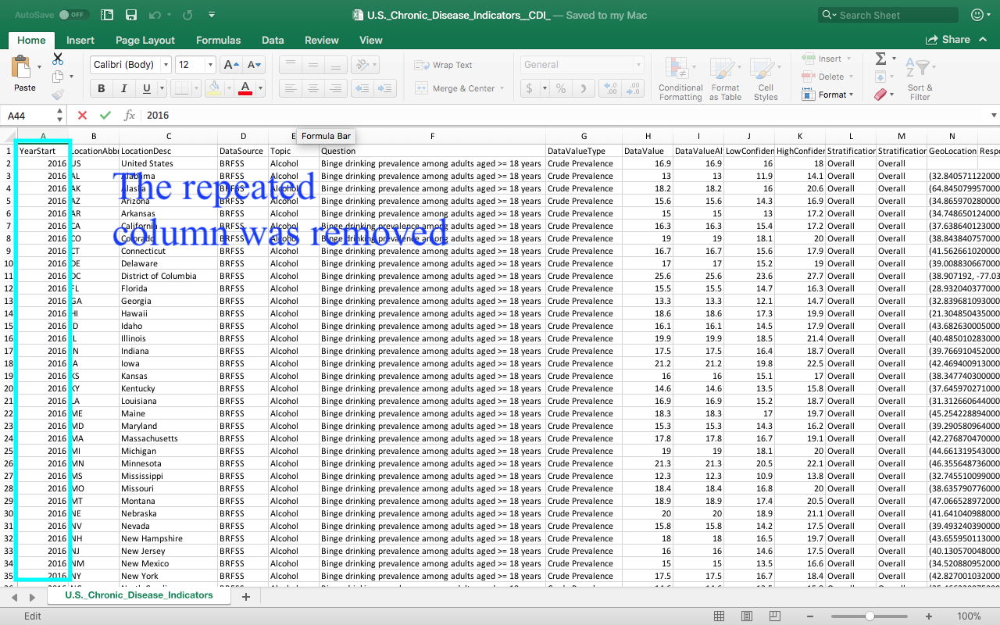 AutoSave OFF U.S._Chronic_Disease_Indicators__CDI_ — Saved to my Mac Search Sheet
Home Insert Page Layout Formulas Data Review View Share
Calibri (Body) 12 A A Wrap Text General Insert Σ
Paste B I U A Merge & Center $ % Conditional Formatting Format as Table Cell Styles Delete Format Sort & Filter
A44 fx 2016
Formula Bar
A B C D E F G H I J K L M N
1 YearStart LocationAbbr LocationDesc DataSource Topic Question DataValueType DataValue DataValueAlt LowConfiden HighConfiden Stratification Stratification GeoLocation Respo
2 2016 US United States BRFSS Alcohol Binge drinking prevalence among adults aged >= 18 years Crude Prevalence 16.9 16.9 16 18 Overall Overall
3 2016 AL Alabama BRFSS Alcohol Binge drinking prevalence among adults aged >= 18 years Crude Prevalence 13 13 11.9 14.1 Overall Overall (32.840571122000
4 2016 AK Alaska BRFSS Alcohol Binge drinking prevalence among adults aged >= 18 years Crude Prevalence 18.2 18.2 16 20.6 Overall Overall (64.845079957000
5 2016 AZ Arizona BRFSS Alcohol Binge drinking prevalence among adults aged >= 18 years Crude Prevalence 15.6 15.6 14.3 16.9 Overall Overall (34.865970280000
6 2016 AR Arkansas BRFSS Alcohol Binge drinking prevalence among adults aged >= 18 years Crude Prevalence 15 15 13 17.2 Overall Overall (34.748650124000
7 2016 CA California BRFSS Alcohol Binge drinking prevalence among adults aged >= 18 years Crude Prevalence 16.3 16.3 15.4 17.2 Overall Overall (37.638640123000
8 2016 CO Colorado BRFSS Alcohol Binge drinking prevalence among adults aged >= 18 years Crude Prevalence 19 19 18.1 20 Overall Overall (38.843840757000
9 2016 CT Connecticut BRFSS Alcohol Binge drinking prevalence among adults aged >= 18 years Crude Prevalence 16.7 16.7 15.6 17.9 Overall Overall (41.562661020000
10 2016 DE Delaware BRFSS Alcohol Binge drinking prevalence among adults aged >= 18 years Crude Prevalence 17 17 15.2 19 Overall Overall (39.008830667000
11 2016 DC District of Columbia BRFSS Alcohol Binge drinking prevalence among adults aged >= 18 years Crude Prevalence 25.6 25.6 23.6 27.7 Overall Overall (38.907192, -77.03
12 2016 FL Florida BRFSS Alcohol Binge drinking prevalence among adults aged >= 18 years Crude Prevalence 15.5 15.5 14.7 16.3 Overall Overall (28.932040377000
13 2016 GA Georgia BRFSS Alcohol Binge drinking prevalence among adults aged >= 18 years Crude Prevalence 13.3 13.3 12.1 14.7 Overall Overall (32.839681093000
14 2016 HI Hawaii BRFSS Alcohol Binge drinking prevalence among adults aged >= 18 years Crude Prevalence 18.6 18.6 17.3 19.9 Overall Overall (21.304850435000
15 2016 ID Idaho BRFSS Alcohol Binge drinking prevalence among adults aged >= 18 years Crude Prevalence 16.1 16.1 14.5 17.9 Overall Overall (43.682630005000
16 2016 IL Illinois BRFSS Alcohol Binge drinking prevalence among adults aged >= 18 years Crude Prevalence 19.9 19.9 18.5 21.4 Overall Overall (40.485010283000
17 2016 IN Indiana BRFSS Alcohol Binge drinking prevalence among adults aged >= 18 years Crude Prevalence 17.5 17.5 16.4 18.7 Overall Overall (39.766910452000
18 2016 IA Iowa BRFSS Alcohol Binge drinking prevalence among adults aged >= 18 years Crude Prevalence 21.2 21.2 19.8 22.5 Overall Overall (42.469400913000
19 2016 KS Kansas BRFSS Alcohol Binge drinking prevalence among adults aged >= 18 years Crude Prevalence 16 16 15.1 17 Overall Overall (38.347740300000
20 2016 KY Kentucky BRFSS Alcohol Binge drinking prevalence among adults aged >= 18 years Crude Prevalence 14.6 14.6 13.5 15.8 Overall Overall (37.645970271000
21 2016 LA Louisiana BRFSS Alcohol Binge drinking prevalence among adults aged >= 18 years Crude Prevalence 16.9 16.9 15.2 18.7 Overall Overall (31.312660644000
22 2016 ME Maine BRFSS Alcohol Binge drinking prevalence among adults aged >= 18 years Crude Prevalence 18.3 18.3 17 19.7 Overall Overall (45.254228894000
23 2016 MD Maryland BRFSS Alcohol Binge drinking prevalence among adults aged >= 18 years Crude Prevalence 15.3 15.3 14.3 16.2 Overall Overall (39.290580964000
24 2016 MA Massachusetts BRFSS Alcohol Binge drinking prevalence among adults aged >= 18 years Crude Prevalence 17.8 17.8 16.7 19.1 Overall Overall (42.276870470000
25 2016 MI Michigan BRFSS Alcohol Binge drinking prevalence among adults aged >= 18 years Crude Prevalence 19 19 18.1 20 Overall Overall (44.661319543000
26 2016 MN Minnesota BRFSS Alcohol Binge drinking prevalence among adults aged >= 18 years Crude Prevalence 21.3 21.3 20.5 22.1 Overall Overall (46.355648736000
27 2016 MS Mississippi BRFSS Alcohol Binge drinking prevalence among adults aged >= 18 years Crude Prevalence 12.3 12.3 10.9 13.8 Overall Overall (32.745510099000
28 2016 MO Missouri BRFSS Alcohol Binge drinking prevalence among adults aged >= 18 years Crude Prevalence 18.4 18.4 16.8 20 Overall Overall (38.635790776000
29 2016 MT Montana BRFSS Alcohol Binge drinking prevalence among adults aged >= 18 years Crude Prevalence 18.9 18.9 17.4 20.5 Overall Overall (47.066528972000
30 2016 NE Nebraska BRFSS Alcohol Binge drinking prevalence among adults aged >= 18 years Crude Prevalence 20 20 18.9 21.1 Overall Overall (41.641040988000
31 2016 NV Nevada BRFSS Alcohol Binge drinking prevalence among adults aged >= 18 years Crude Prevalence 15.8 15.8 14.2 17.5 Overall Overall (39.493240390000
32 2016 NH New Hampshire BRFSS Alcohol Binge drinking prevalence among adults aged >= 18 years Crude Prevalence 18 18 16.5 19.7 Overall Overall (43.655950113000
33 2016 NJ New Jersey BRFSS Alcohol Binge drinking prevalence among adults aged >= 18 years Crude Prevalence 16 16 14.6 17.5 Overall Overall (40.130570048000
34 2016 NM New Mexico BRFSS Alcohol Binge drinking prevalence among adults aged >= 18 years Crude Prevalence 15 15 13.5 16.6 Overall Overall (34.520880952000
35 2016 NY New York BRFSS Alcohol Binge drinking prevalence among adults aged >= 18 years Crude Prevalence 17.5 17.5 16.7 18.4 Overall Overall (42.827001032000
The repeated
column was removed
U.S._Chronic_Disease_Indicators
Edit 100%